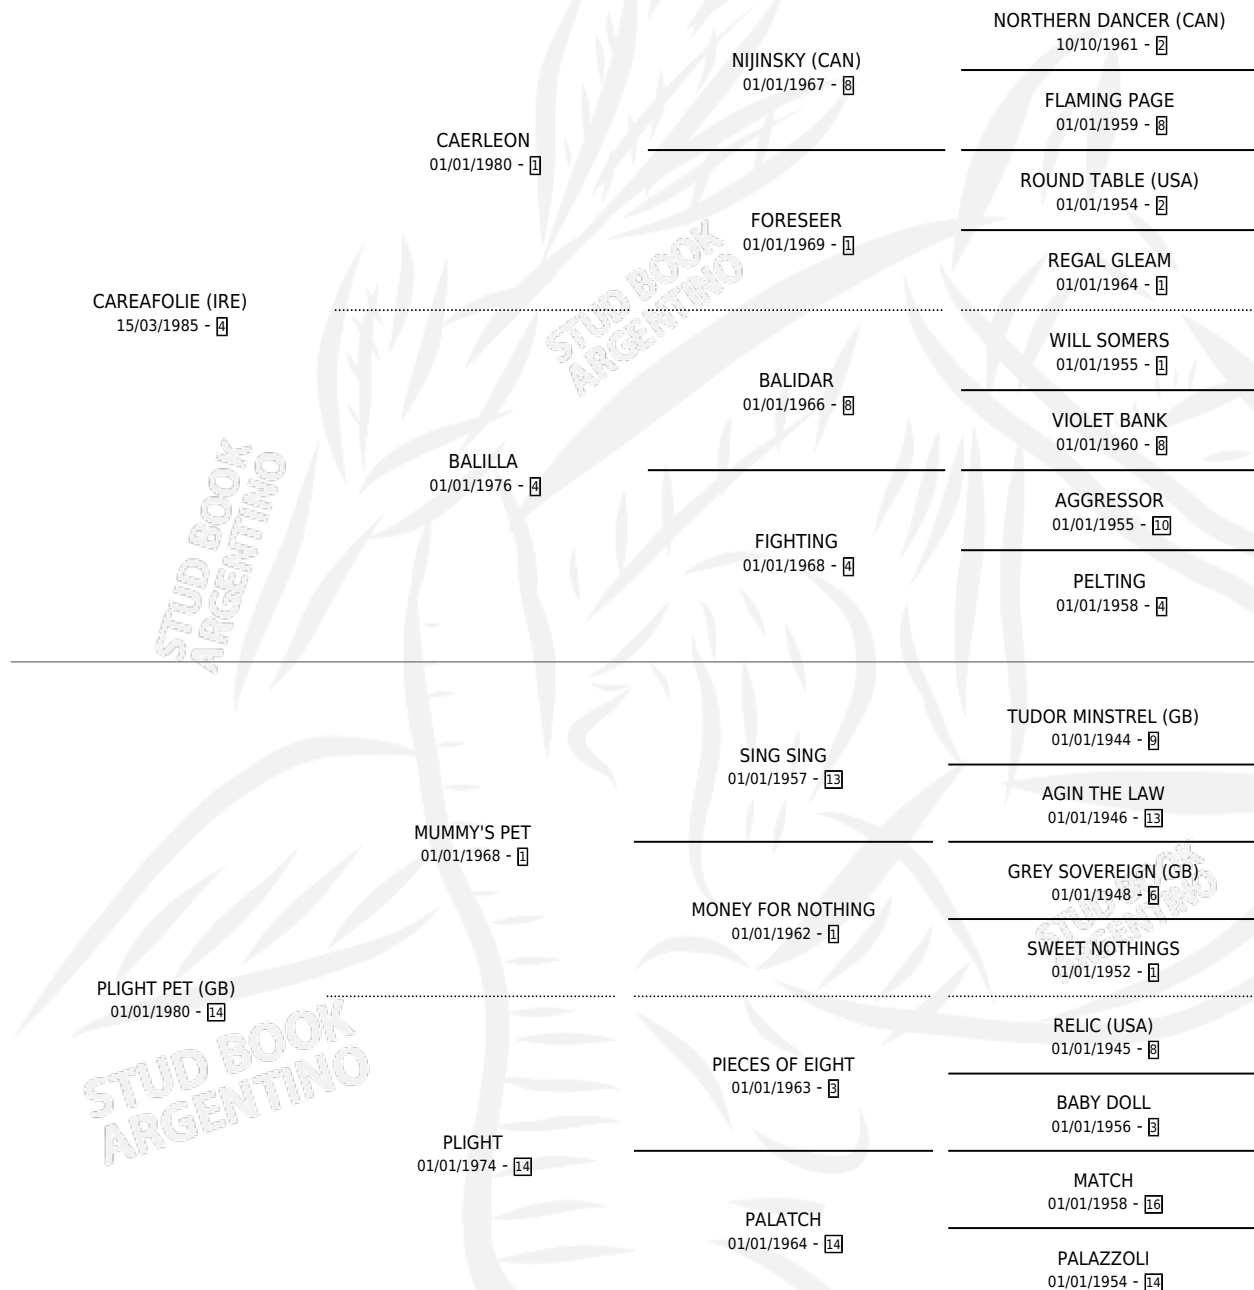 NORTHERN DANCER (CAN)
10/10/1961 - 2
NIJINSKY (CAN)
01/01/1967 - 8
FLAMING PAGE
01/01/1959 - 8
CAERLEON
01/01/1980 - 1
ROUND TABLE (USA)
01/01/1954 - 2
FORESEER
01/01/1969 - 1
REGAL GLEAM
01/01/1964 - 1
CAREAFOLIE (IRE)
15/03/1985 - 4
STUD BOOK
ARGENTINO
WILL SOMERS
01/01/1955 - 1
BALIDAR
01/01/1966 - 8
VIOLET BANK
01/01/1960 - 8
BALILLA
01/01/1976 - 4
AGGRESSOR
01/01/1955 - 10
FIGHTING
01/01/1968 - 4
PELTING
01/01/1958 - 4
STUD BOOK
ARGENTINO
TUDOR MINSTREL (GB)
01/01/1944 - 9
SING SING
01/01/1957 - 13
AGIN THE LAW
01/01/1946 - 13
MUMMY'S PET
01/01/1968 - 1
GREY SOVEREIGN (GB)
01/01/1948 - 6
STUD BOOK
ARGENTINO
MONEY FOR NOTHING
01/01/1962 - 1
SWEET NOTHINGS
01/01/1952 - 1
PLIGHT PET (GB)
01/01/1980 - 14
STUD BOOK
ARGENTINO
RELIC (USA)
01/01/1945 - 8
PIECES OF EIGHT
01/01/1963 - 3
BABY DOLL
01/01/1956 - 3
PLIGHT
01/01/1974 - 14
MATCH
01/01/1958 - 16
PALATCH
01/01/1964 - 14
PALAZZOLI
01/01/1954 - 14